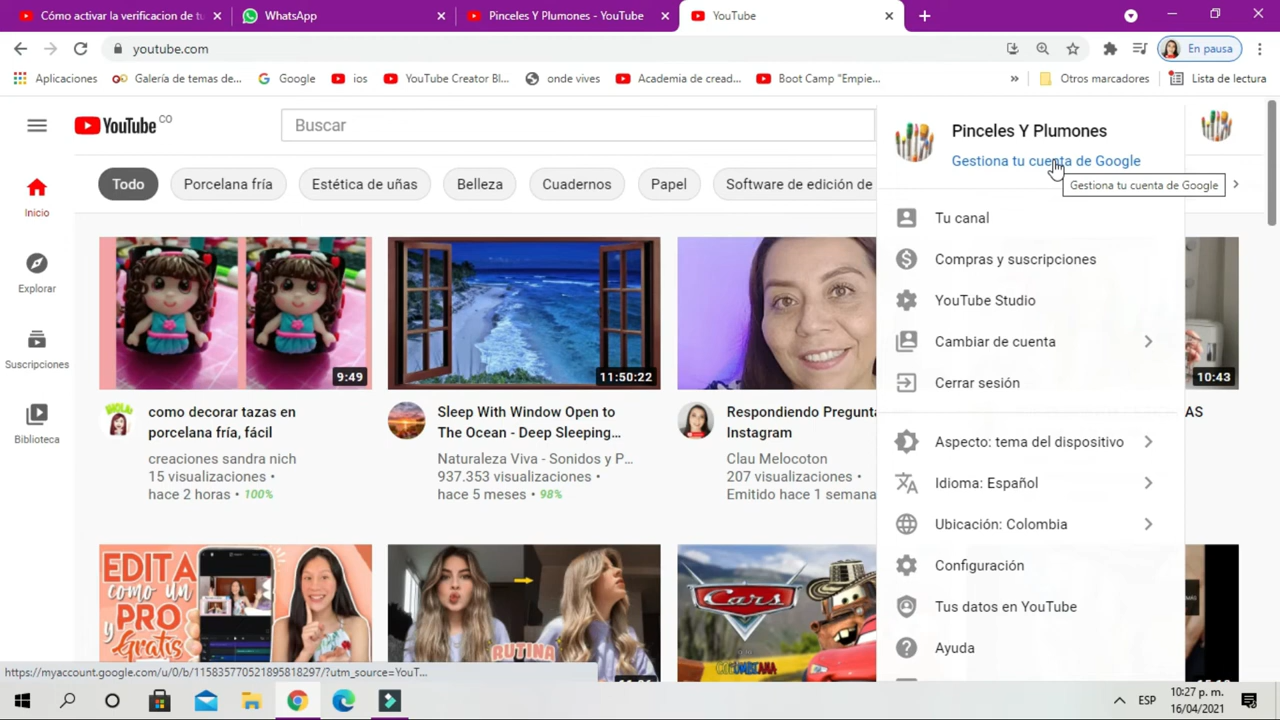 Cómo activar la verificacion de tu
WhatsApp
Pinceles Y Plumones - YouTube
YouTube
youtube.com
En pausa
Aplicaciones
Galería de temas de...
Google
ios
YouTube Creator Bl...
onde vives
Academia de cread...
Boot Camp "Empie...
»
Otros marcadores
Lista de lectura
YouTube CO
Buscar
Pinceles Y Plumones
Gestiona tu cuenta de Google
Gestiona tu cuenta de Google
Todo
Porcelana fría
Estética de uñas
Belleza
Cuadernos
Papel
Software de edición de
Inicio
Explorar
Suscripciones
Biblioteca
Tu canal
Compras y suscripciones
YouTube Studio
Cambiar de cuenta
Cerrar sesión
Aspecto: tema del dispositivo
Idioma: Español
Ubicación: Colombia
Configuración
Tus datos en YouTube
Ayuda
9:49
11:50:22
10:43
como decorar tazas en
porcelana fría, fácil
creaciones sandra nich
15 visualizaciones •
hace 2 horas • 100%
Sleep With Window Open to
The Ocean - Deep Sleeping...
Naturaleza Viva - Sonidos y P...
937.353 visualizaciones •
hace 5 meses • 98%
Respondiendo Pregunta
Instagram
Clau Melocoton
207 visualizaciones •
Emitido hace 1 semana
AS
EDITA
como un
PRO
y
Gratis
RUTINA
Cars
COLOMBIANA
https://myaccount.google.com/u/0/b/115835770521895818297/?utm_source=YouT...
ESP
10:27 p. m.
16/04/2021